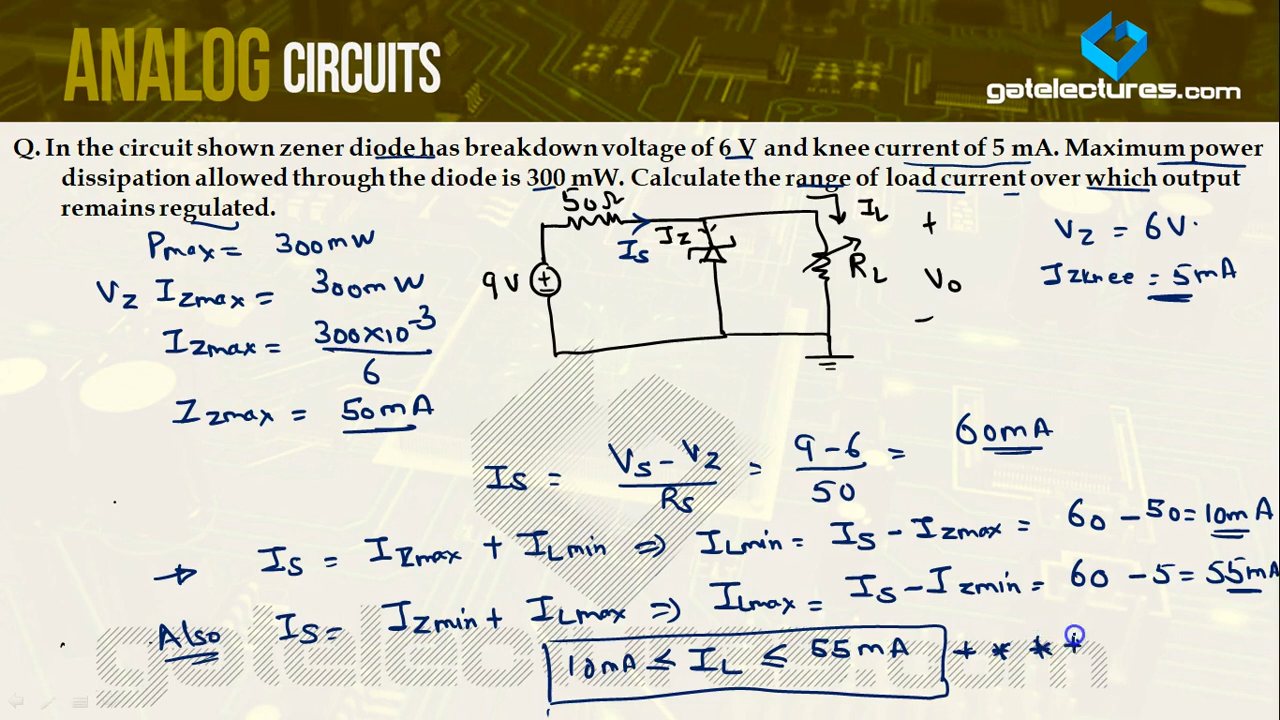 ANALOG CIRCUITS
gatelectures.com
Q. In the circuit shown zener diode has breakdown voltage of 6 V and knee current of 5 mA. Maximum power
dissipation allowed through the diode is 300 mW. Calculate the range of load current over which output
remains regulated.
50Ω
Is
Iz
IL
9V
RL
+
Vo
−
Vz = 6V.
Izknee = 5mA
Pmax = 300mW
Vz Izmax = 300mW
Izmax = 300×10⁻³ / 6
Izmax = 50mA
Is = Vs − Vz / Rs = 9 − 6 / 50 = 60mA
→ Is = Izmax + ILmin ⇒ ILmin = Is − Izmax = 60 − 50 = 10mA
Also Is = Izmin + ILmax ⇒ ILmax = Is − Izmin = 60 − 5 = 55mA
10mA ≤ IL ≤ 55mA + * * +
gatelectures.com